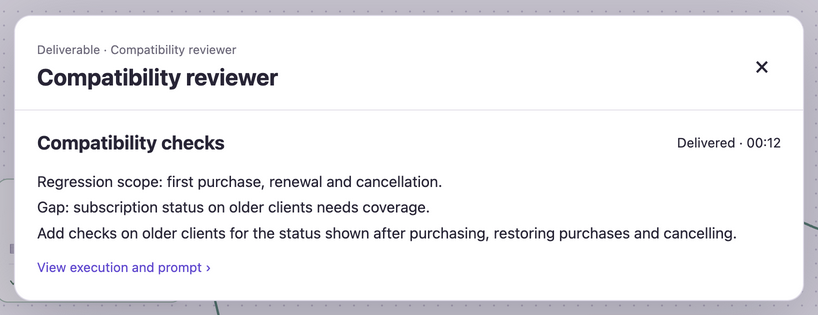 Deliverable · Compatibility reviewer
Compatibility reviewer
Compatibility checks
Delivered · 00:12
Regression scope: first purchase, renewal and cancellation.
Gap: subscription status on older clients needs coverage.
Add checks on older clients for the status shown after purchasing, restoring purchases and cancelling.
View execution and prompt ›